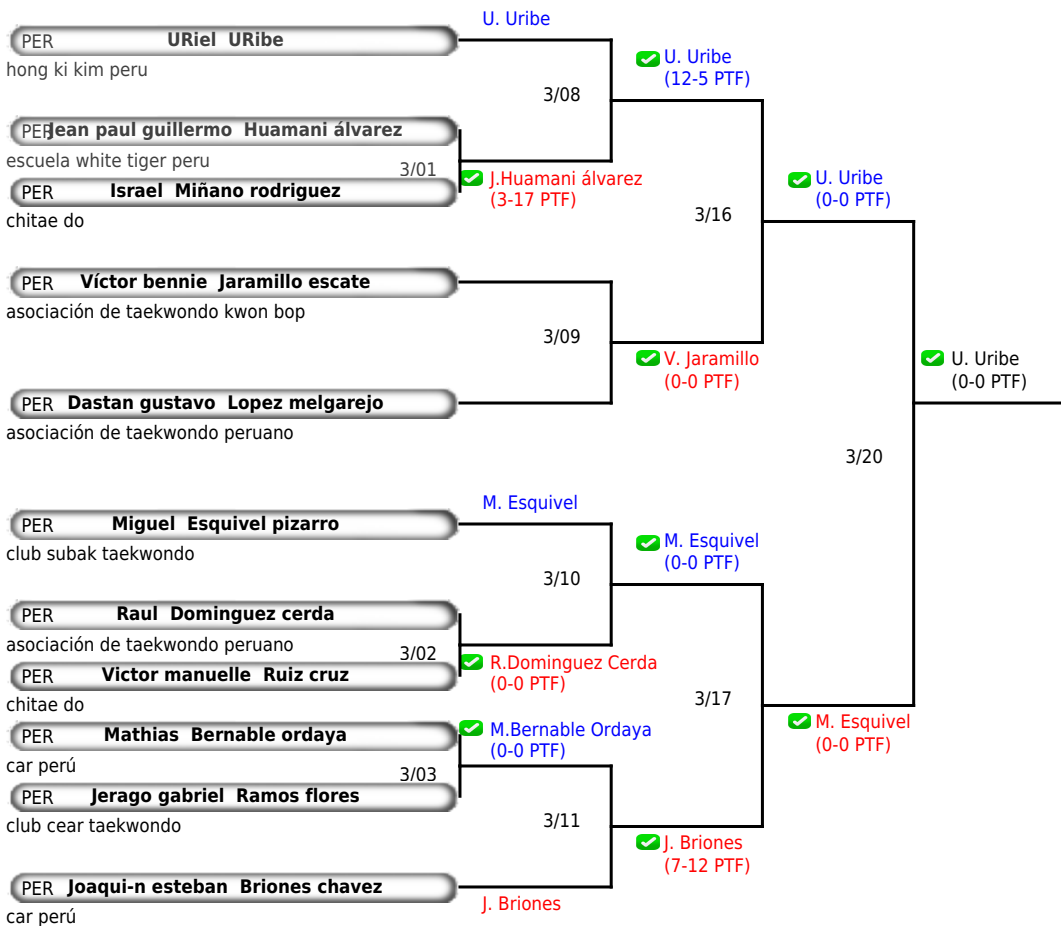 U. Uribe
PER URiel URibe
hong ki kim peru
U. Uribe
(12-5 PTF)
3/08
PER Jean paul guillermo Huamani álvarez
escuela white tiger peru
3/01
J.Huamani álvarez
(3-17 PTF)
PER Israel Miñano rodriguez
chitae do
U. Uribe
(0-0 PTF)
3/16
PER Víctor bennie Jaramillo escate
asociación de taekwondo kwon bop
3/09
V. Jaramillo
(0-0 PTF)
U. Uribe
(0-0 PTF)
PER Dastan gustavo Lopez melgarejo
asociación de taekwondo peruano
3/20
M. Esquivel
PER Miguel Esquivel pizarro
club subak taekwondo
M. Esquivel
(0-0 PTF)
3/10
PER Raul Dominguez cerda
asociación de taekwondo peruano
3/02
R.Dominguez Cerda
(0-0 PTF)
PER Victor manuelle Ruiz cruz
chitae do
3/17
M. Esquivel
(0-0 PTF)
PER Mathias Bernable ordaya
M.Bernable Ordaya
(0-0 PTF)
car perú
3/03
PER Jerago gabriel Ramos flores
club cear taekwondo
3/11
J. Briones
(7-12 PTF)
PER Joaqui-n esteban Briones chavez
J. Briones
car perú